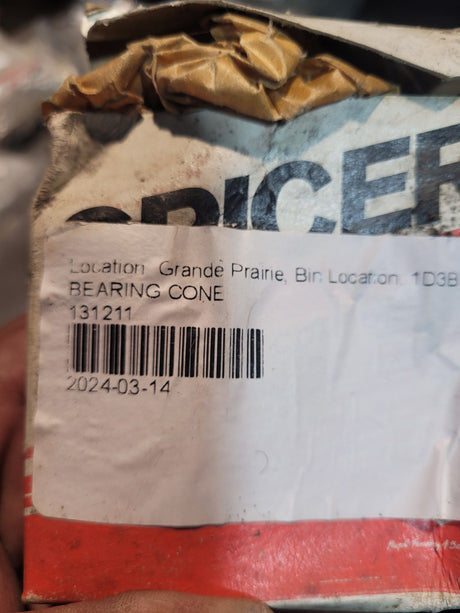 SPICER
Location: Grande Prairie, Bin Location: 1D3B
BEARING CONE
131211
2024-03-14